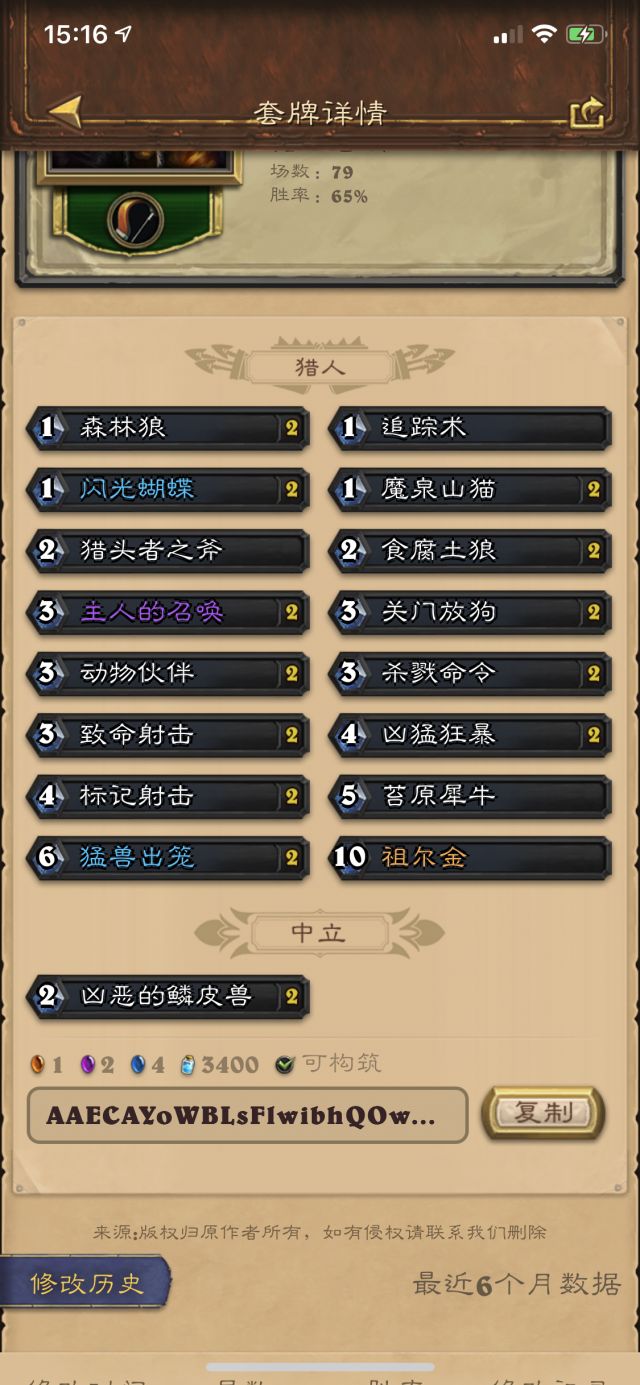 15:16
套牌详情
场数：79
胜率：65%
猎人
1 森林狼 2
1 追踪术
1 闪光蝴蝶 2
1 魔泉山猫 2
2 猎头者之斧
2 食腐土狼 2
3 主人的召唤 2
3 关门放狗 2
3 动物伙伴 2
3 杀戮命令 2
3 致命射击 2
4 凶猛狂暴 2
4 标记射击 2
5 苔原犀牛
6 猛兽出笼 2
10 祖尔金
中立
2 凶恶的鳞皮兽 2
1 2 4 3400 可构筑
AAECAYoWBLsFlwibhQOw...
复制
来源:版权归原作者所有，如有侵权请联系我们删除
修改历史
最近6个月数据